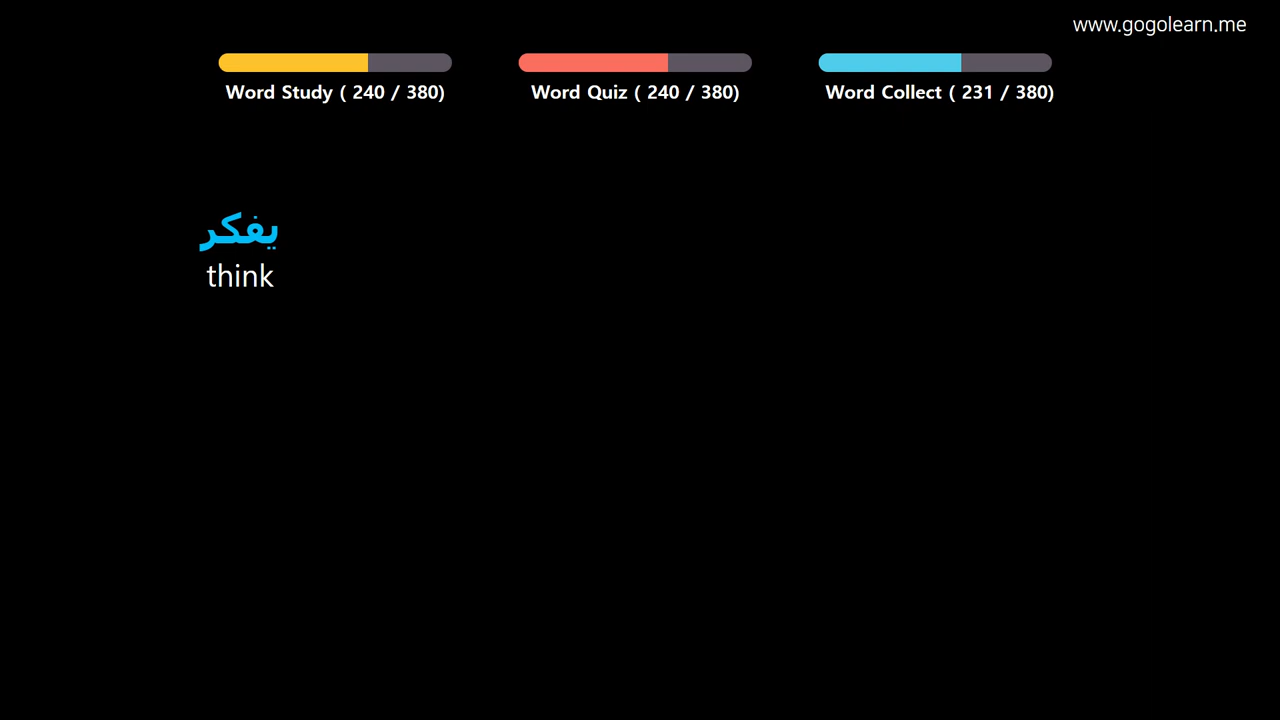 www.gogolearn.me
Word Study ( 240 / 380)
Word Quiz ( 240 / 380)
Word Collect ( 231 / 380)
يفكر
think